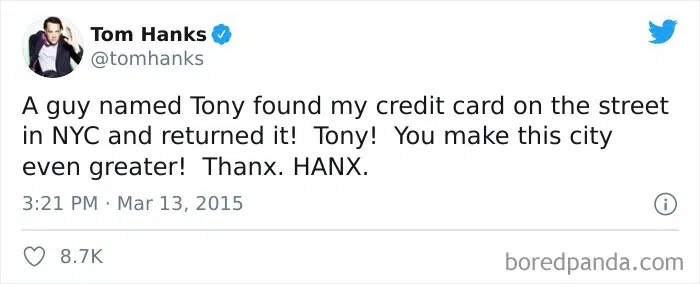 Tom Hanks
@tomhanks
A guy named Tony found my credit card on the street
in NYC and returned it!  Tony!  You make this city
even greater!  Thanx. HANX.
3:21 PM · Mar 13, 2015
8.7K
boredpanda.com